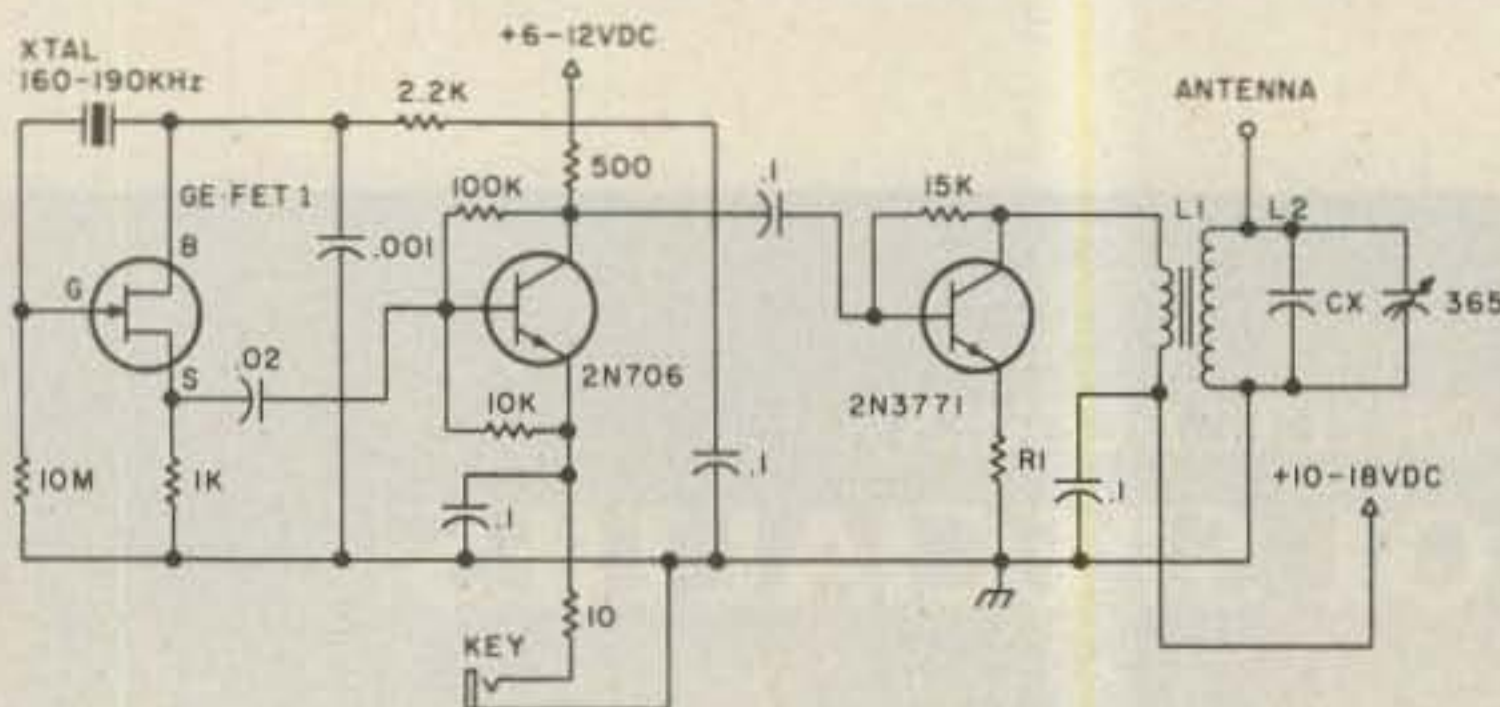 +6-12VDC
XTAL
160-190KHz
2.2K
ANTENNA
500
.1
15K
100K
GE FET 1
L1 L2
B
.001
G
CX
365
.02
S
2N706
10K
2N3771
R1
10M
1K
.1
.1
.1
+10-18VDC
10
KEY